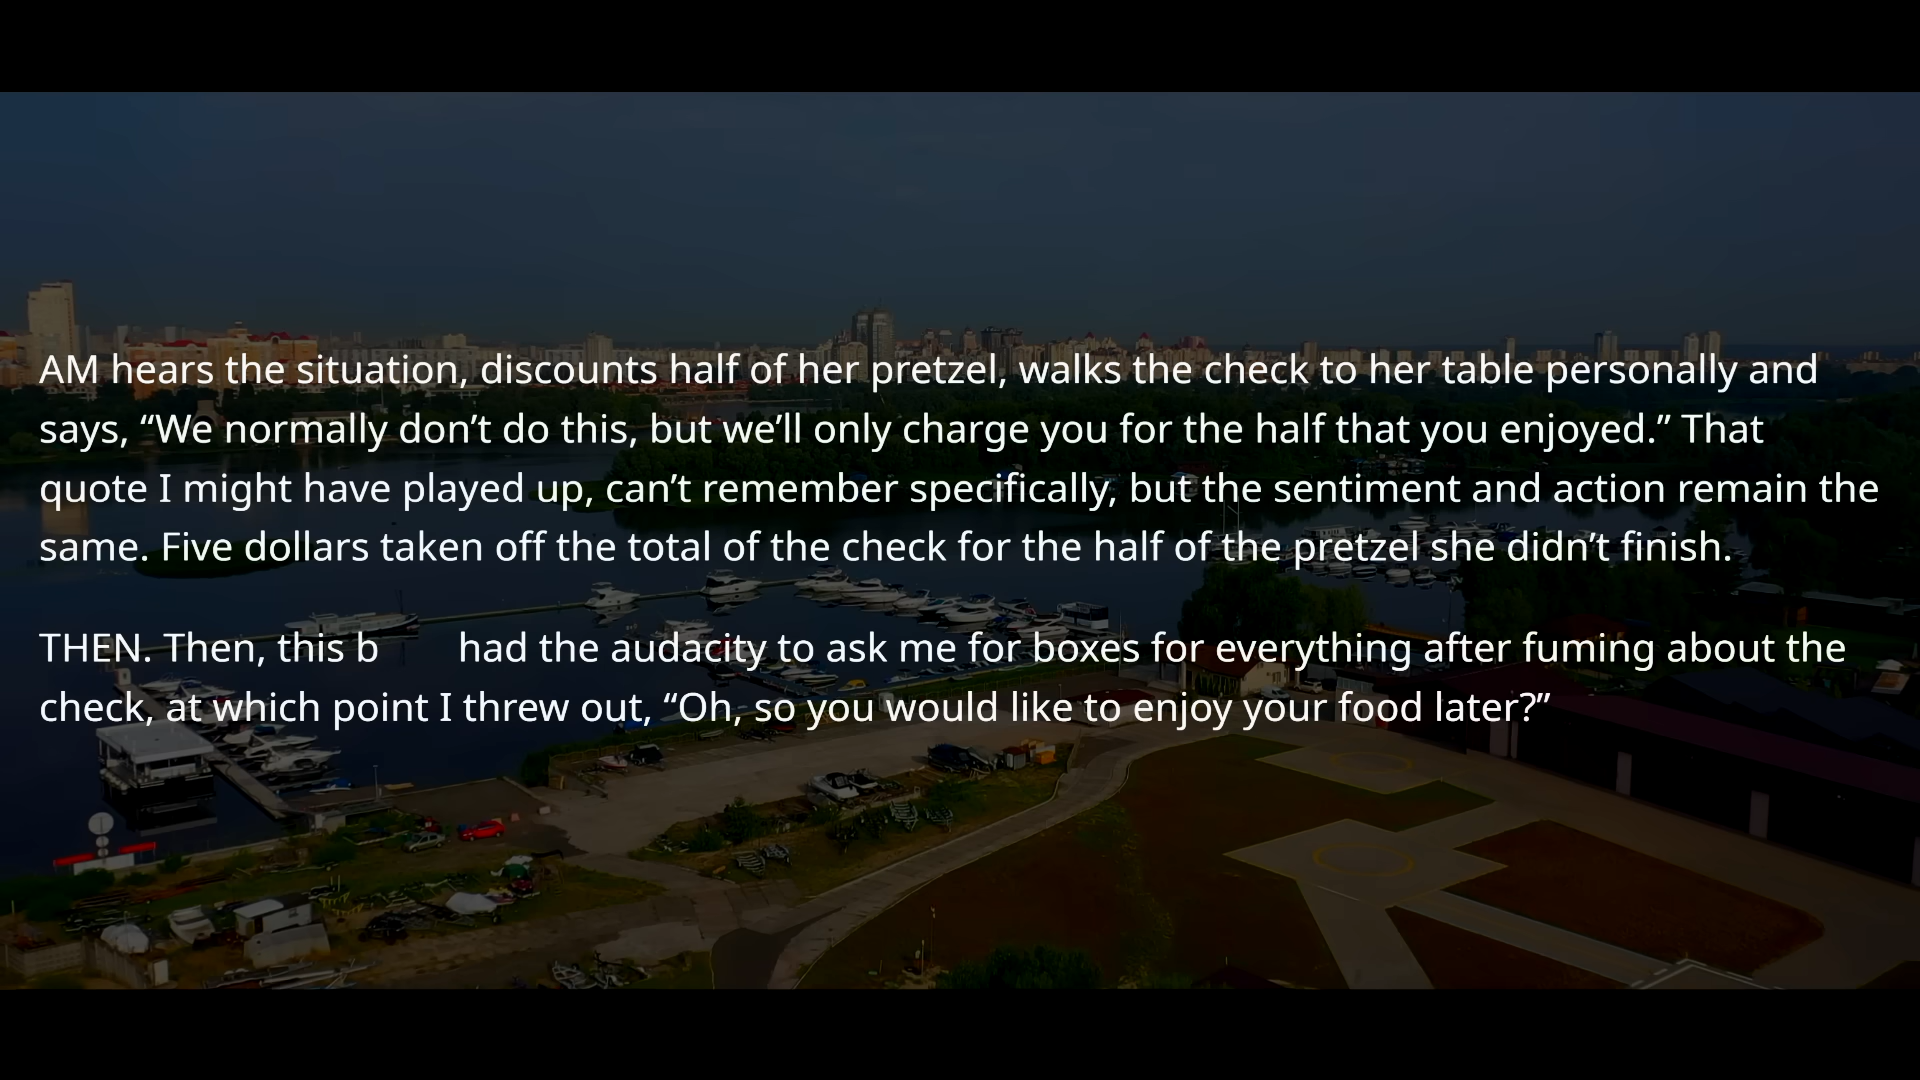 AM hears the situation, discounts half of her pretzel, walks the check to her table personally and
says, “We normally don’t do this, but we’ll only charge you for the half that you enjoyed.” That
quote I might have played up, can’t remember specifically, but the sentiment and action remain the
same. Five dollars taken off the total of the check for the half of the pretzel she didn’t finish.
THEN. Then, this b had the audacity to ask me for boxes for everything after fuming about the
check, at which point I threw out, “Oh, so you would like to enjoy your food later?”